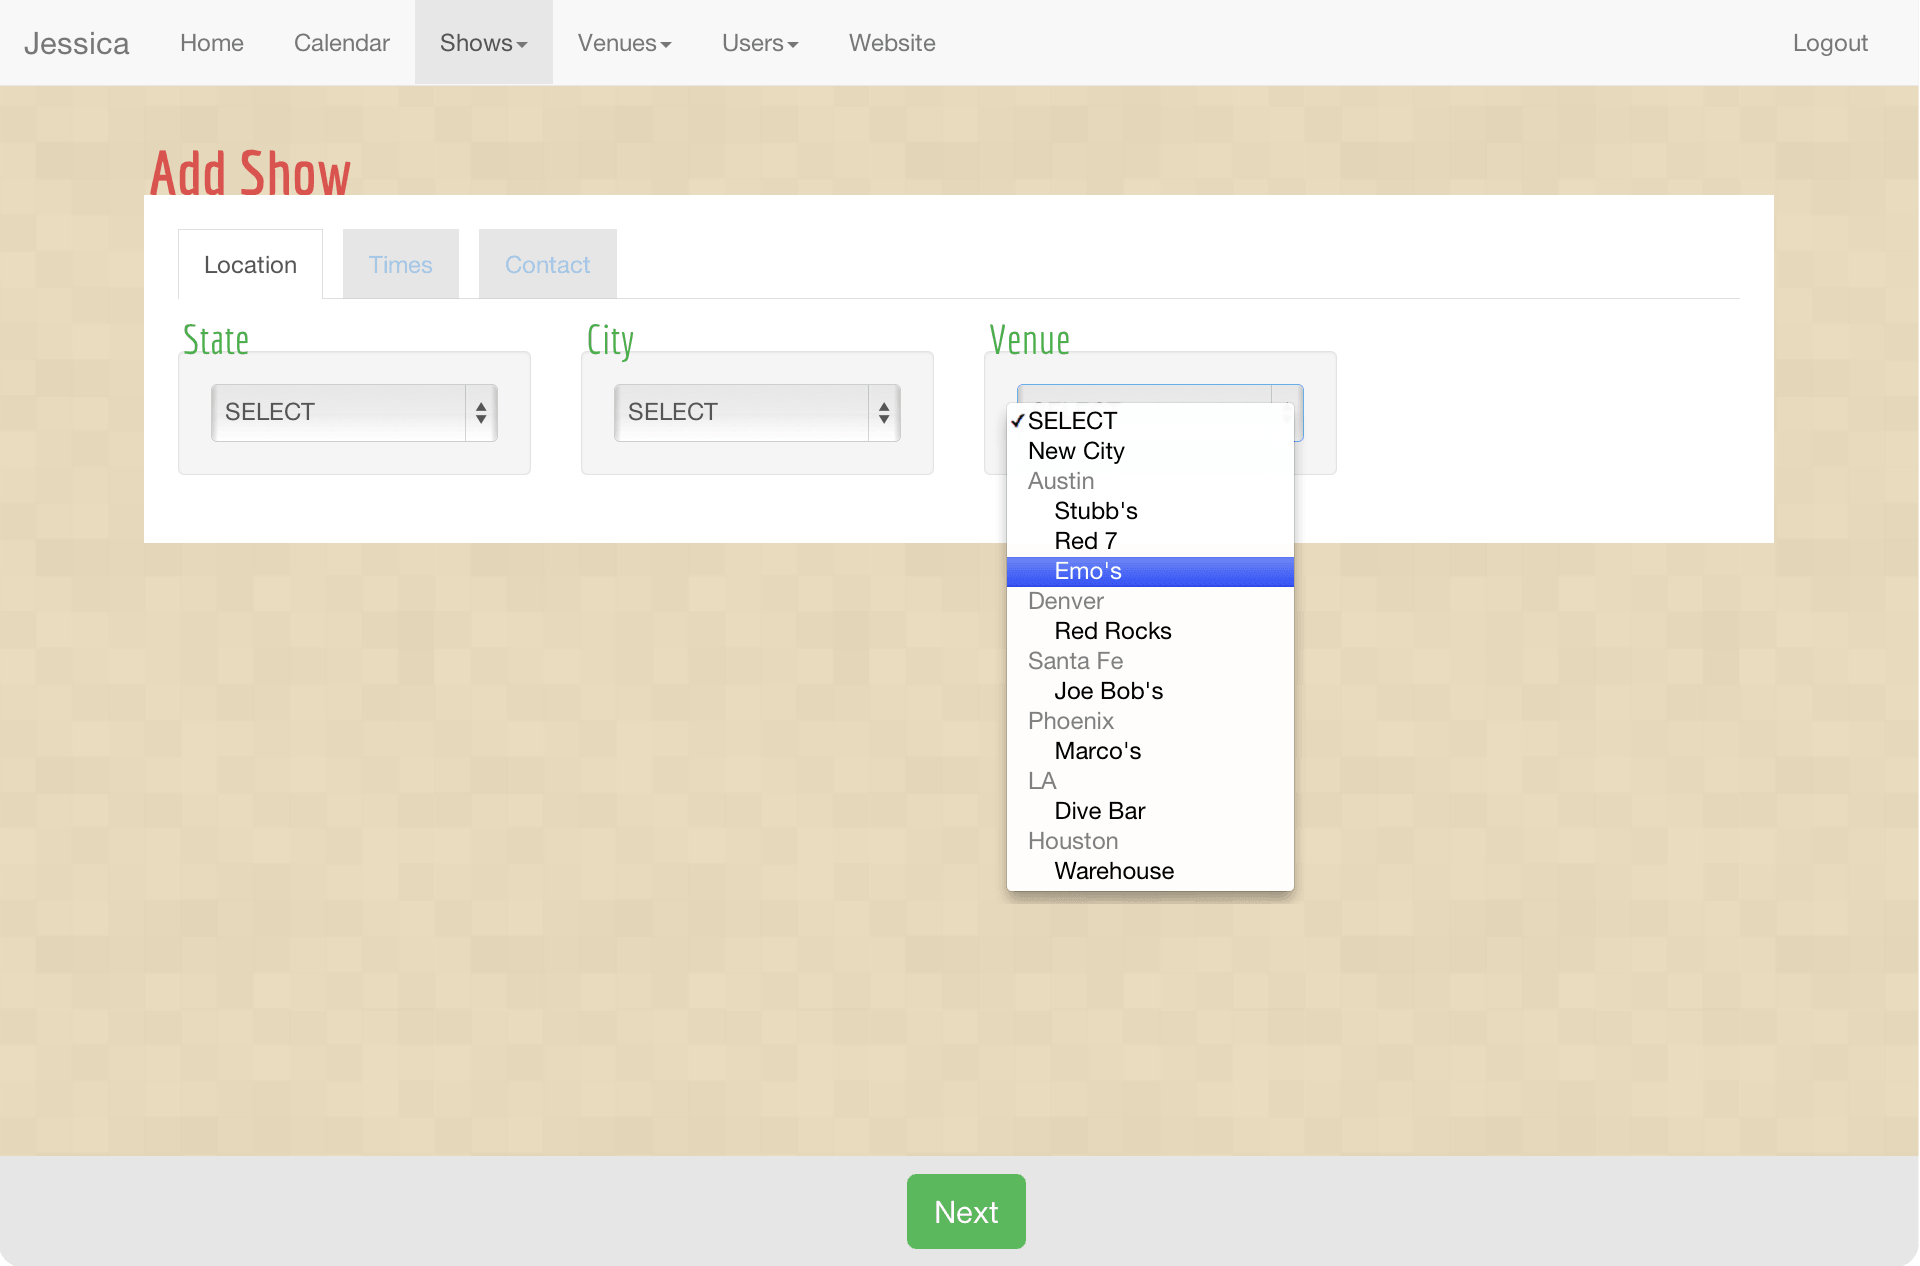 Jessica Home Calendar Shows Venues Users Website Logout
Add Show
Location Times Contact
State City Venue
SELECT SELECT
✓SELECT
New City
Austin
Stubb's
Red 7
Emo's
Denver
Red Rocks
Santa Fe
Joe Bob's
Phoenix
Marco's
LA
Dive Bar
Houston
Warehouse
Next